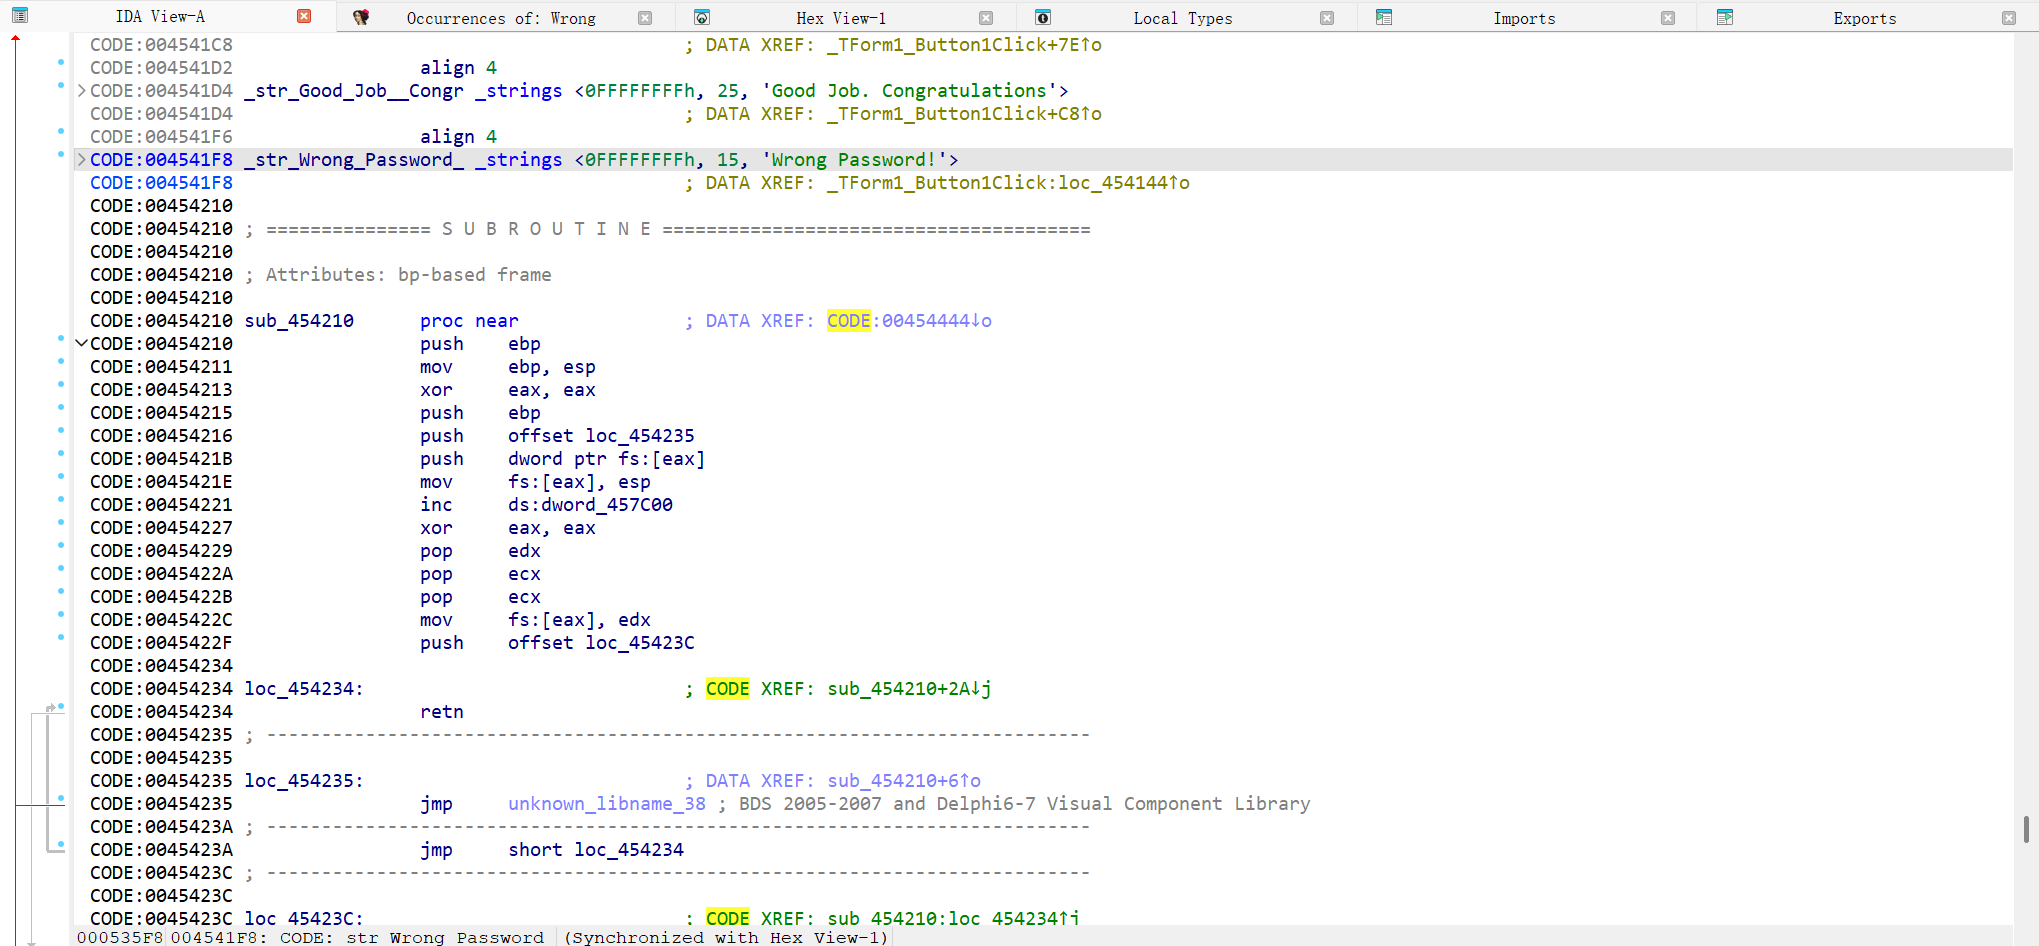 IDA View-A Occurrences of: Wrong Hex View-1 Local Types Imports Exports
CODE:004541C8 ; DATA XREF: _TForm1_Button1Click+7E↑o
CODE:004541D2 align 4
CODE:004541D4 _str_Good_Job__Congr _strings <0FFFFFFFFh, 25, 'Good Job. Congratulations'>
CODE:004541D4 ; DATA XREF: _TForm1_Button1Click+C8↑o
CODE:004541F6 align 4
CODE:004541F8 _str_Wrong_Password_ _strings <0FFFFFFFFh, 15, 'Wrong Password!'>
CODE:004541F8 ; DATA XREF: _TForm1_Button1Click:loc_454144↑o
CODE:00454210
CODE:00454210 ; =============== S U B R O U T I N E =======================================
CODE:00454210
CODE:00454210 ; Attributes: bp-based frame
CODE:00454210
CODE:00454210 sub_454210 proc near ; DATA XREF: CODE:00454444↓o
CODE:00454210 push ebp
CODE:00454211 mov ebp, esp
CODE:00454213 xor eax, eax
CODE:00454215 push ebp
CODE:00454216 push offset loc_454235
CODE:0045421B push dword ptr fs:[eax]
CODE:0045421E mov fs:[eax], esp
CODE:00454221 inc ds:dword_457C00
CODE:00454227 xor eax, eax
CODE:00454229 pop edx
CODE:0045422A pop ecx
CODE:0045422B pop ecx
CODE:0045422C mov fs:[eax], edx
CODE:0045422F push offset loc_45423C
CODE:00454234
CODE:00454234 loc_454234: ; CODE XREF: sub_454210+2A↓j
CODE:00454234 retn
CODE:00454235 ; ---------------------------------------------------------------------------
CODE:00454235
CODE:00454235 loc_454235: ; DATA XREF: sub_454210+6↑o
CODE:00454235 jmp unknown_libname_38 ; BDS 2005-2007 and Delphi6-7 Visual Component Library
CODE:0045423A ; ---------------------------------------------------------------------------
CODE:0045423A jmp short loc_454234
CODE:0045423C ; ---------------------------------------------------------------------------
CODE:0045423C
CODE:0045423C loc_45423C: ; CODE XREF: sub_454210:loc_454234↑j
000535F8 004541F8: CODE:_str_Wrong_Password_ (Synchronized with Hex View-1)